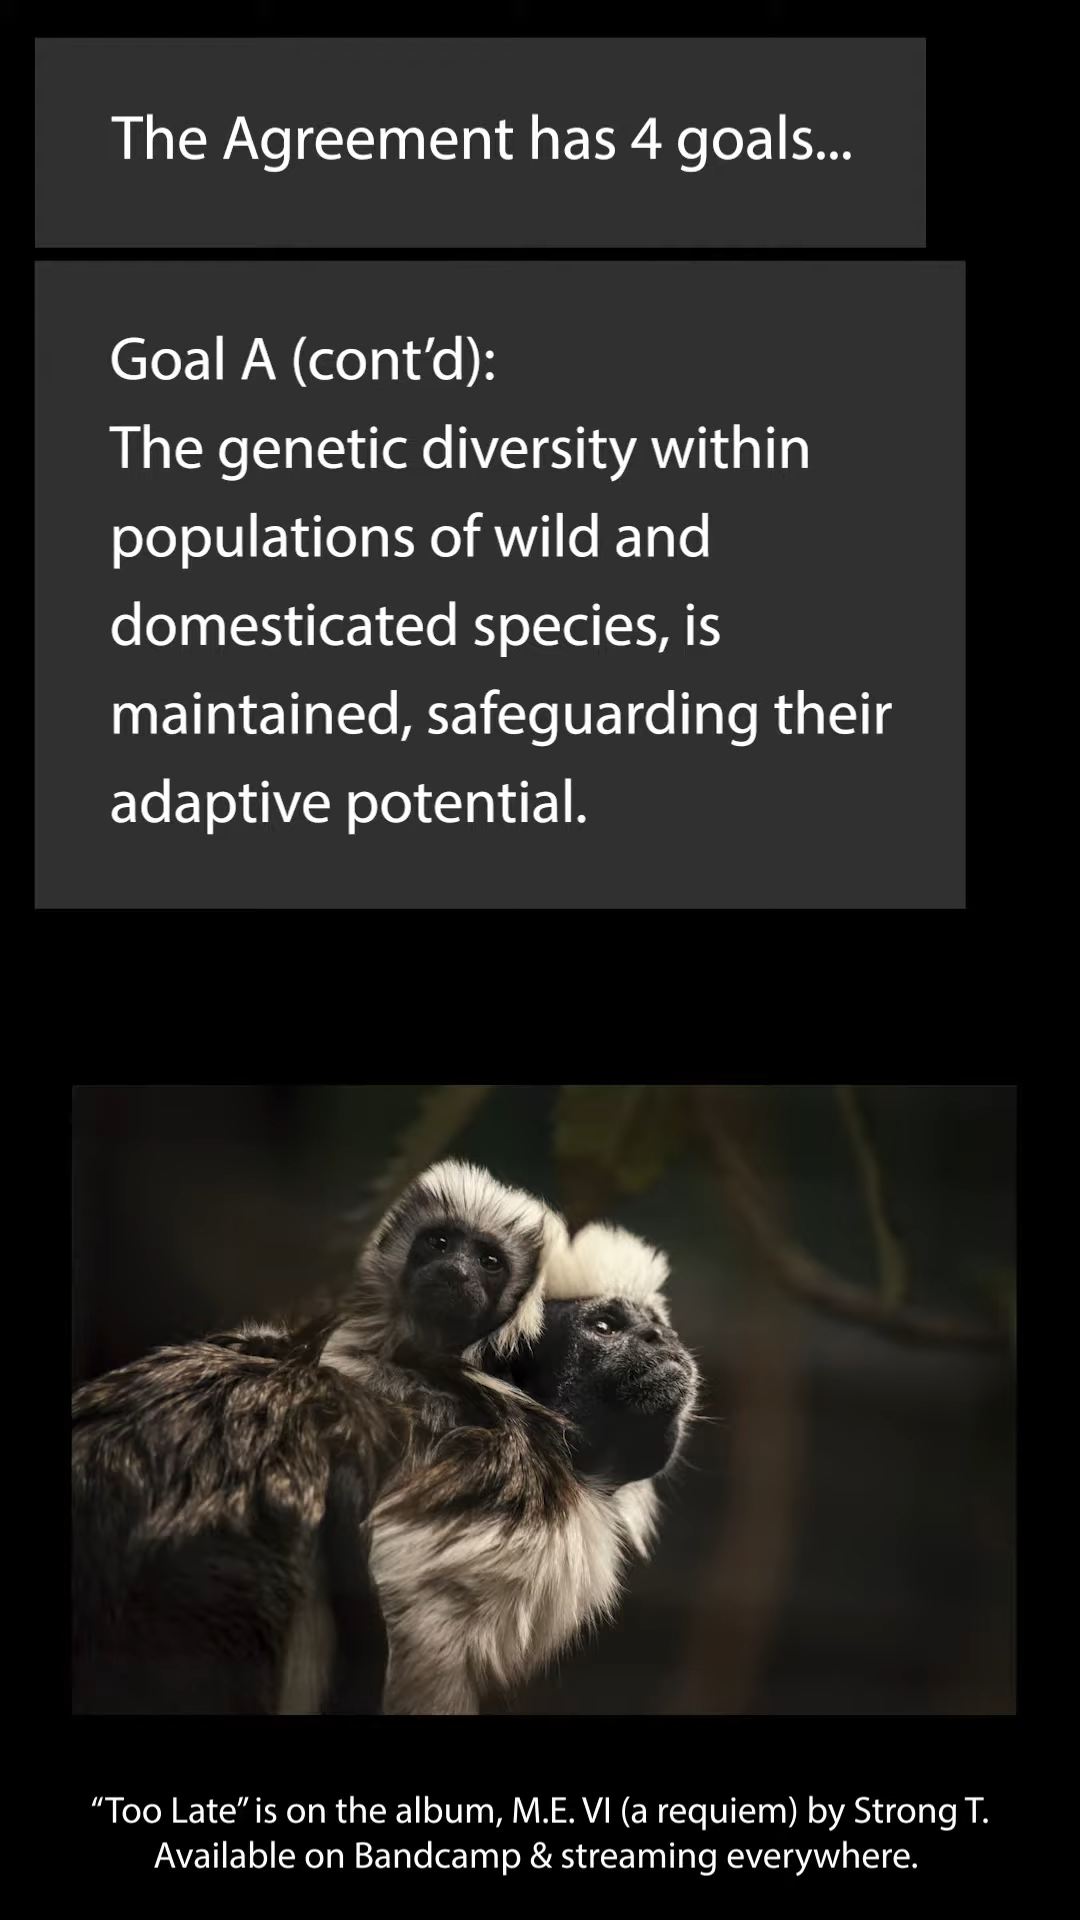 The Agreement has 4 goals...
Goal A (cont’d):
The genetic diversity within
populations of wild and
domesticated species, is
maintained, safeguarding their
adaptive potential.
“Too Late” is on the album, M.E. VI (a requiem) by Strong T.
Available on Bandcamp & streaming everywhere.